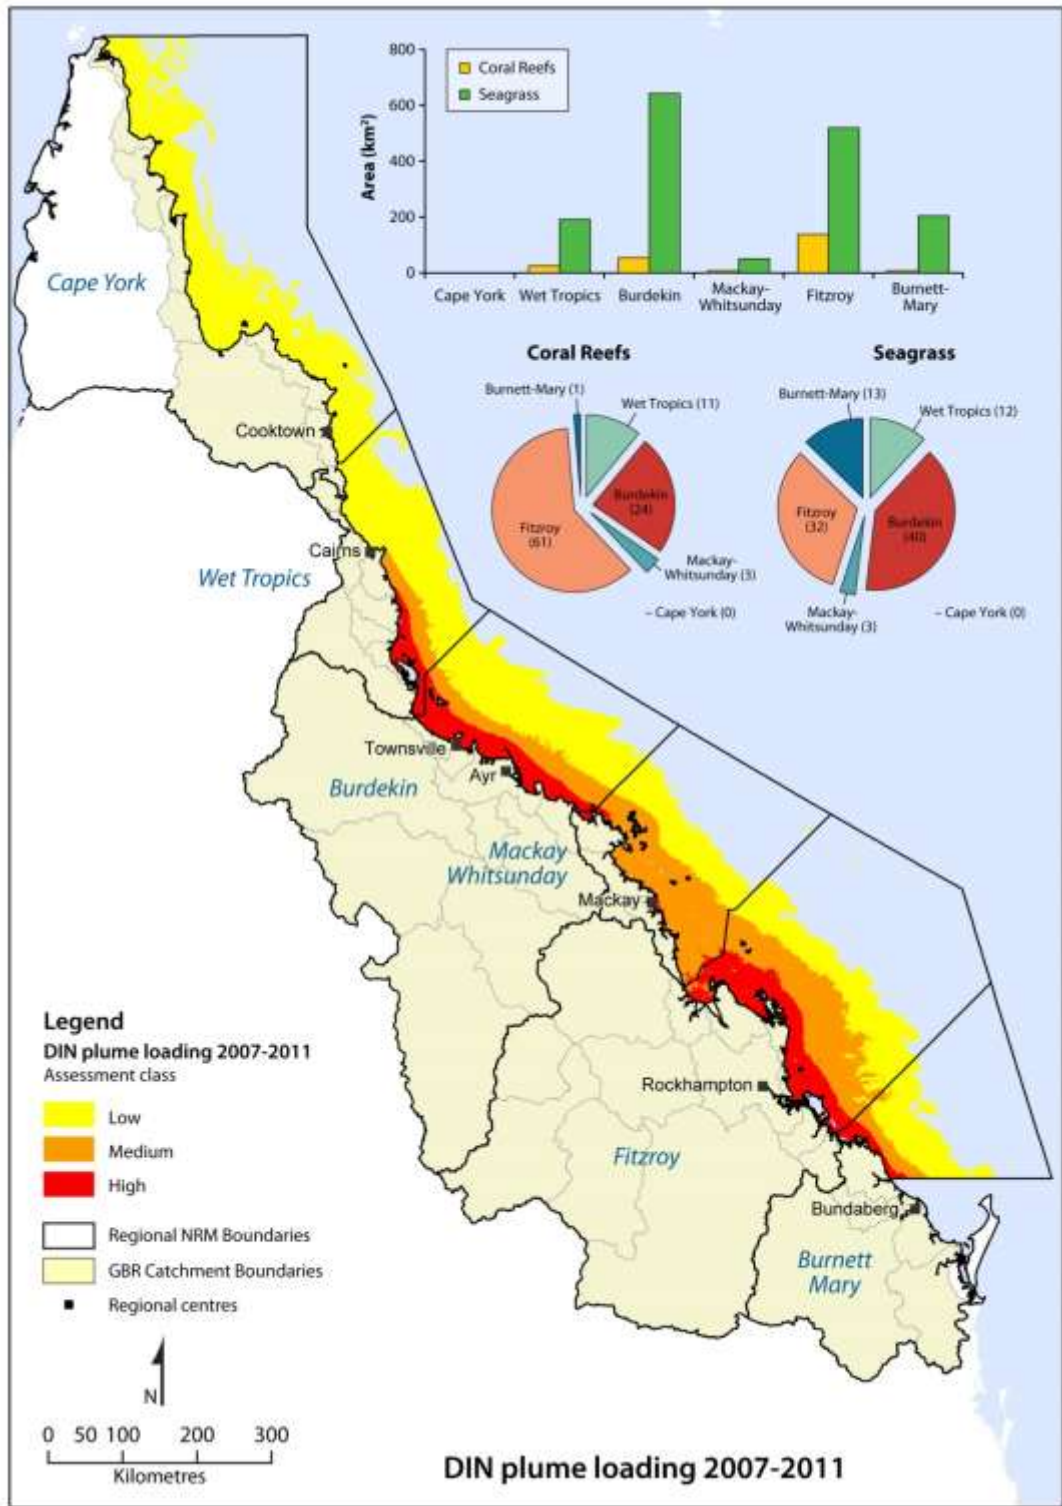 800
600
400
200
0
Area (km²)
Coral Reefs
Seagrass
Cape York
Wet Tropics
Burdekin
Mackay-
Whitsunday
Fitzroy
Burnett-
Mary
Coral Reefs
Burnett-Mary (1)
Wet Tropics (11)
Burdekin
(24)
Fitzroy
(61)
Mackay-
Whitsunday (3)
– Cape York (0)
Seagrass
Burnett-Mary (13)
Wet Tropics (12)
Fitzroy
(32)
Burdekin
(40)
Mackay-
Whitsunday (3)
– Cape York (0)
Cape York
Cooktown
Cairns
Wet Tropics
Townsville
Ayr
Burdekin
Mackay
Whitsunday
Mackay
Rockhampton
Fitzroy
Bundaberg
Burnett
Mary
Legend
DIN plume loading 2007-2011
Assessment class
Low
Medium
High
Regional NRM Boundaries
GBR Catchment Boundaries
Regional centres
N
0 50 100 200 300
Kilometres
DIN plume loading 2007-2011